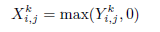 X^k_{i,j} = max(Y^k_{i,j}, 0)